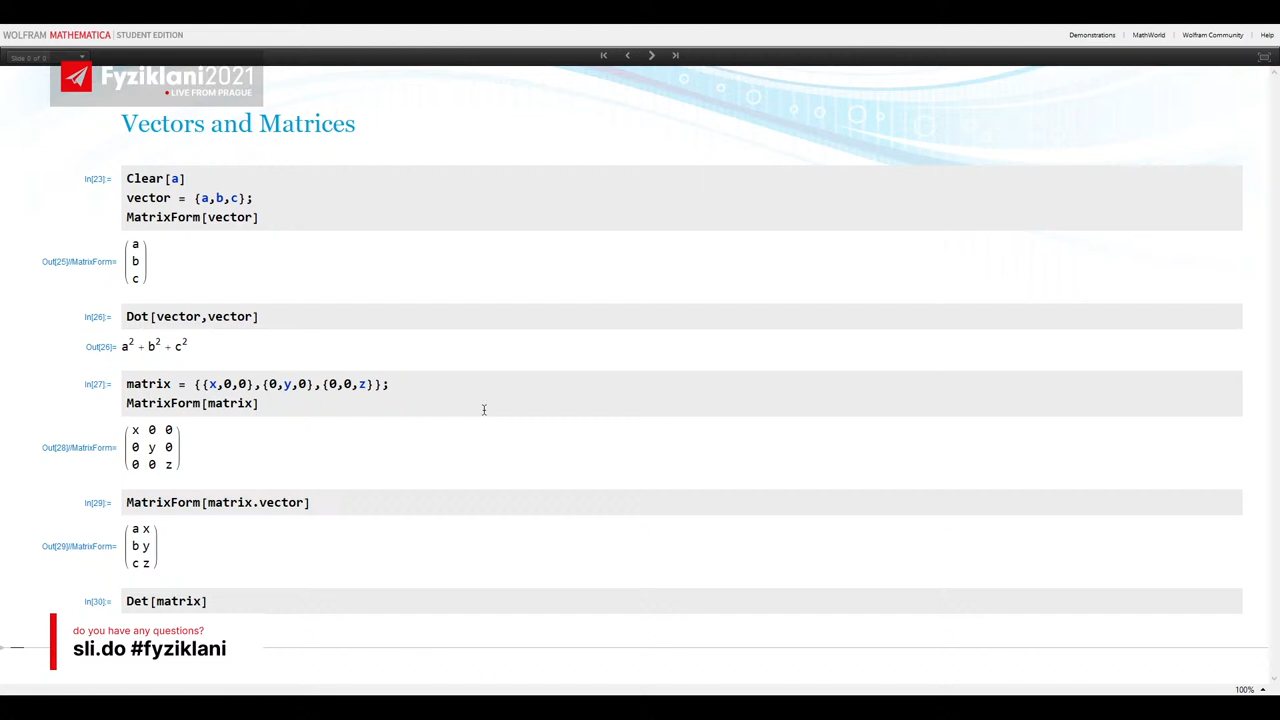 WOLFRAM MATHEMATICA | STUDENT EDITION
Demonstrations | MathWorld | Wolfram Community | Help
Slide 0 of 0
Fyziklani2021
• LIVE FROM PRAGUE
Vectors and Matrices
In[23]:= Clear[a]
vector = {a,b,c};
MatrixForm[vector]
a
Out[25]//MatrixForm= b
c
In[26]:= Dot[vector,vector]
Out[26]= a² + b² + c²
In[27]:= matrix = {{x,0,0},{0,y,0},{0,0,z}};
MatrixForm[matrix]
x 0 0
Out[28]//MatrixForm= 0 y 0
0 0 z
In[29]:= MatrixForm[matrix.vector]
a x
Out[29]//MatrixForm= b y
c z
In[30]:= Det[matrix]
do you have any questions?
sli.do #fyziklani
100%